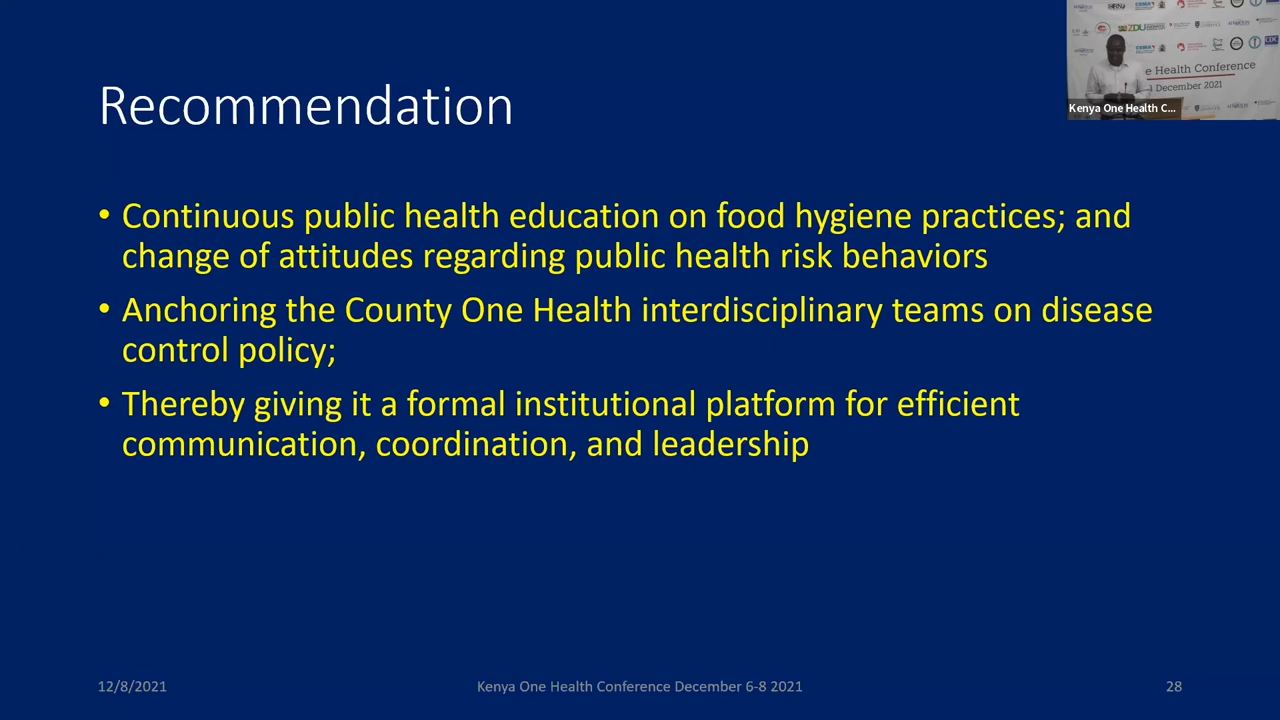 ZDU
e Health Conference
December 2021
Kenya One Health C...
Recommendation
• Continuous public health education on food hygiene practices; and
change of attitudes regarding public health risk behaviors
• Anchoring the County One Health interdisciplinary teams on disease
control policy;
• Thereby giving it a formal institutional platform for efficient
communication, coordination, and leadership
12/8/2021
Kenya One Health Conference December 6-8 2021
28